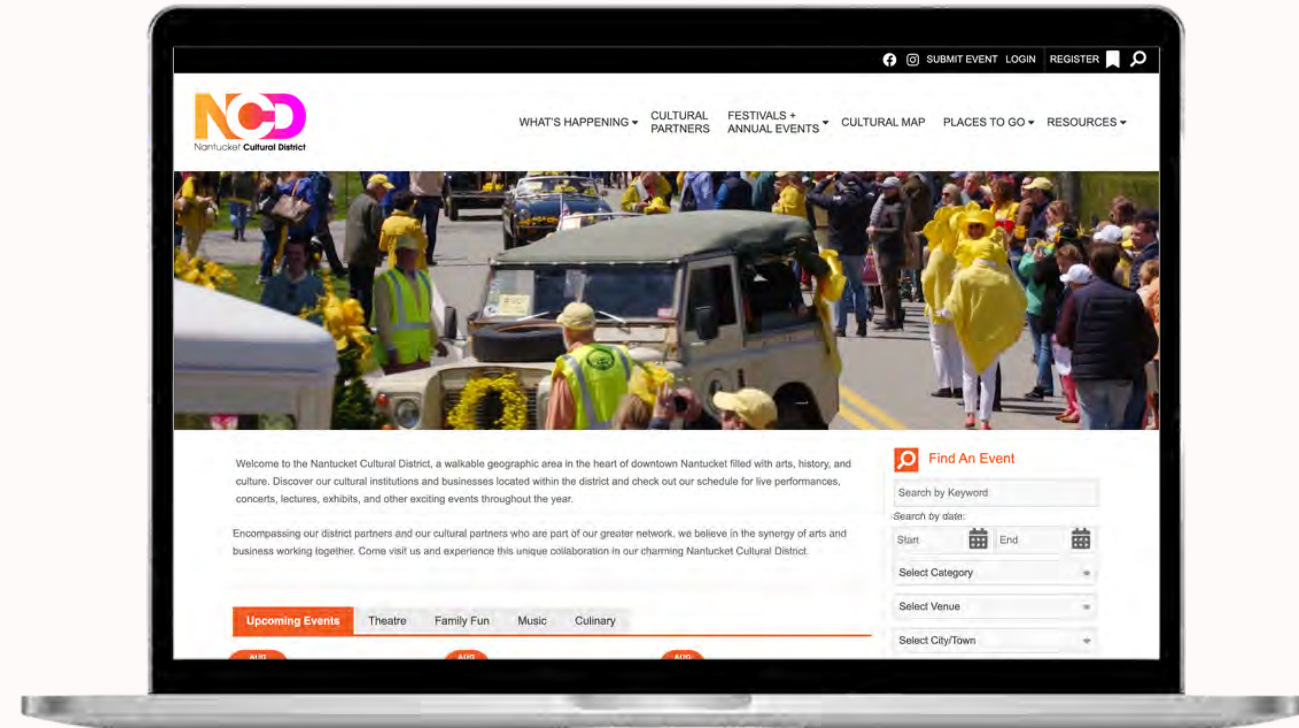 SUBMIT EVENT LOGIN REGISTER
NCD
Nantucket Cultural District
WHAT'S HAPPENING
CULTURAL
PARTNERS
FESTIVALS +
ANNUAL EVENTS
CULTURAL MAP
PLACES TO GO
RESOURCES
Welcome to the Nantucket Cultural District, a walkable geographic area in the heart of downtown Nantucket filled with arts, history, and
culture. Discover our cultural institutions and businesses located within the district and check out our schedule for live performances,
concerts, lectures, exhibits, and other exciting events throughout the year.
Encompassing our district partners and our cultural partners who are part of our greater network, we believe in the synergy of arts and
business working together. Come visit us and experience this unique collaboration in our charming Nantucket Cultural District.
Upcoming Events Theatre Family Fun Music Culinary
AUG AUG AUG
Find An Event
Search by Keyword
Search by date:
Start End
Select Category
Select Venue
Select City/Town